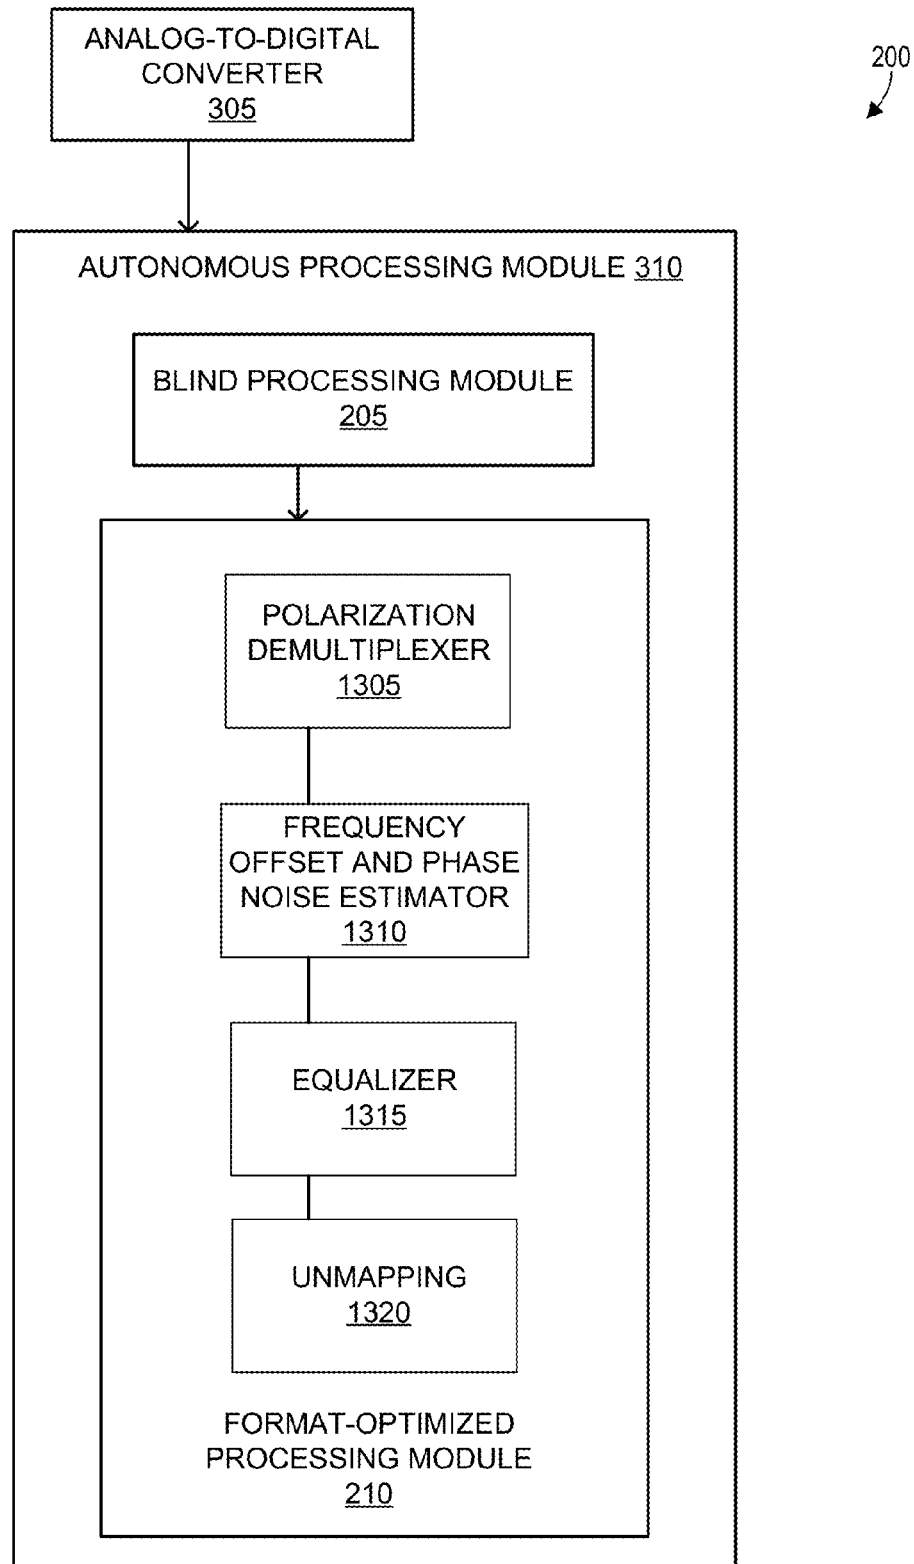 ANALOG-TO-DIGITAL
CONVERTER
305
200
AUTONOMOUS PROCESSING MODULE 310
BLIND PROCESSING MODULE
205
POLARIZATION
DEMULTIPLEXER
1305
FREQUENCY
OFFSET AND PHASE
NOISE ESTIMATOR
1310
EQUALIZER
1315
UNMAPPING
1320
FORMAT-OPTIMIZED
PROCESSING MODULE
210